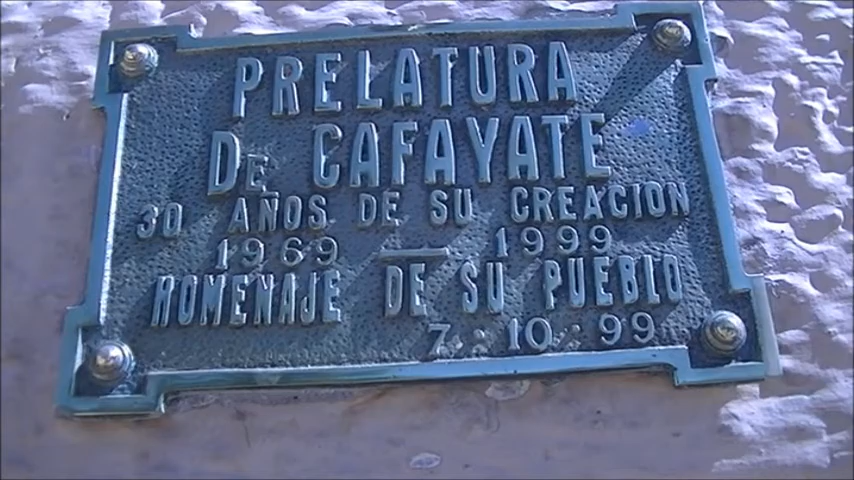 PRELATURA
De CAFAYATE
30 AÑOS DE SU CREACION
1969 — 1999
HOMENAJE DE SU PUEBLO
7:10:99